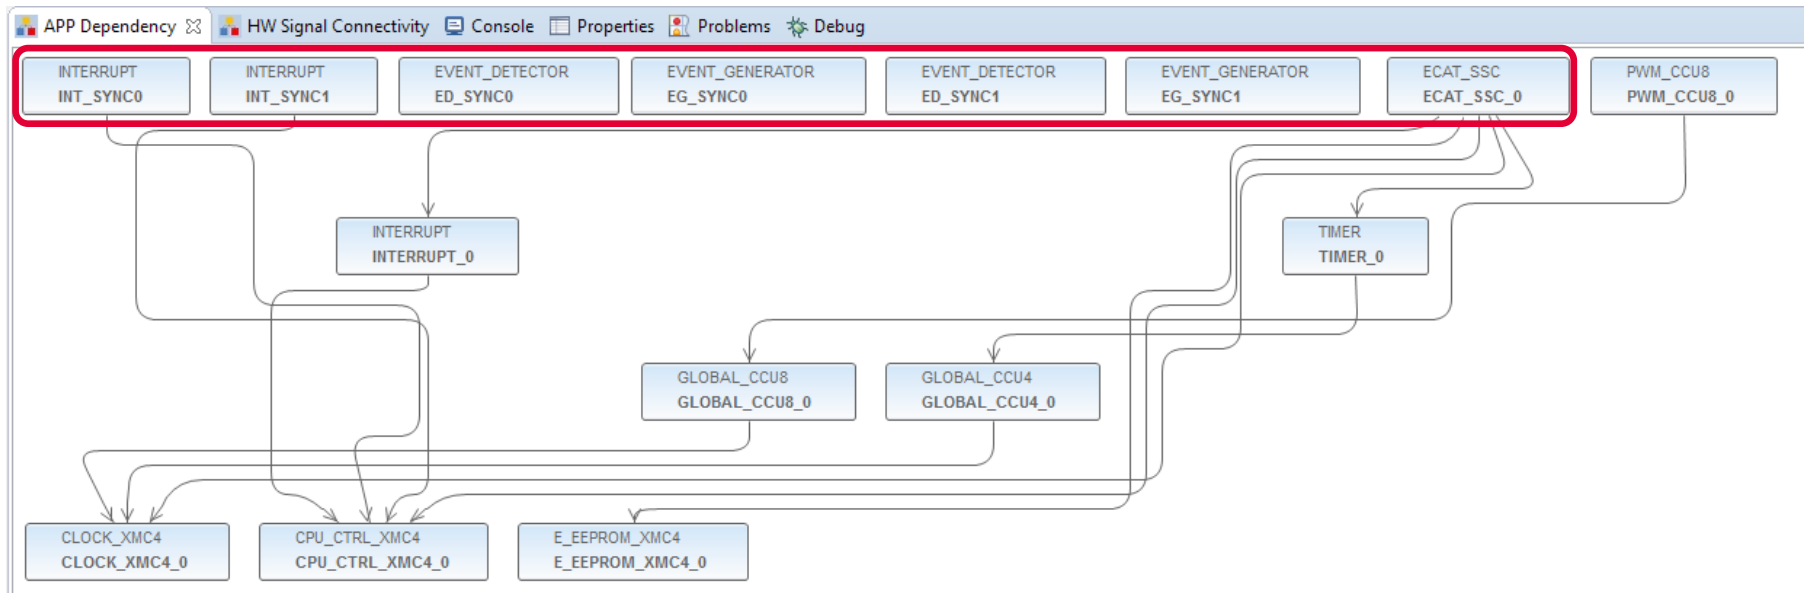 APP Dependency HW Signal Connectivity Console Properties Problems Debug
INTERRUPT
INT_SYNC0
INTERRUPT
INT_SYNC1
EVENT_DETECTOR
ED_SYNC0
EVENT_GENERATOR
EG_SYNC0
EVENT_DETECTOR
ED_SYNC1
EVENT_GENERATOR
EG_SYNC1
ECAT_SSC
ECAT_SSC_0
PWM_CCU8
PWM_CCU8_0
INTERRUPT
INTERRUPT_0
TIMER
TIMER_0
GLOBAL_CCU8
GLOBAL_CCU8_0
GLOBAL_CCU4
GLOBAL_CCU4_0
CLOCK_XMC4
CLOCK_XMC4_0
CPU_CTRL_XMC4
CPU_CTRL_XMC4_0
E_EEPROM_XMC4
E_EEPROM_XMC4_0